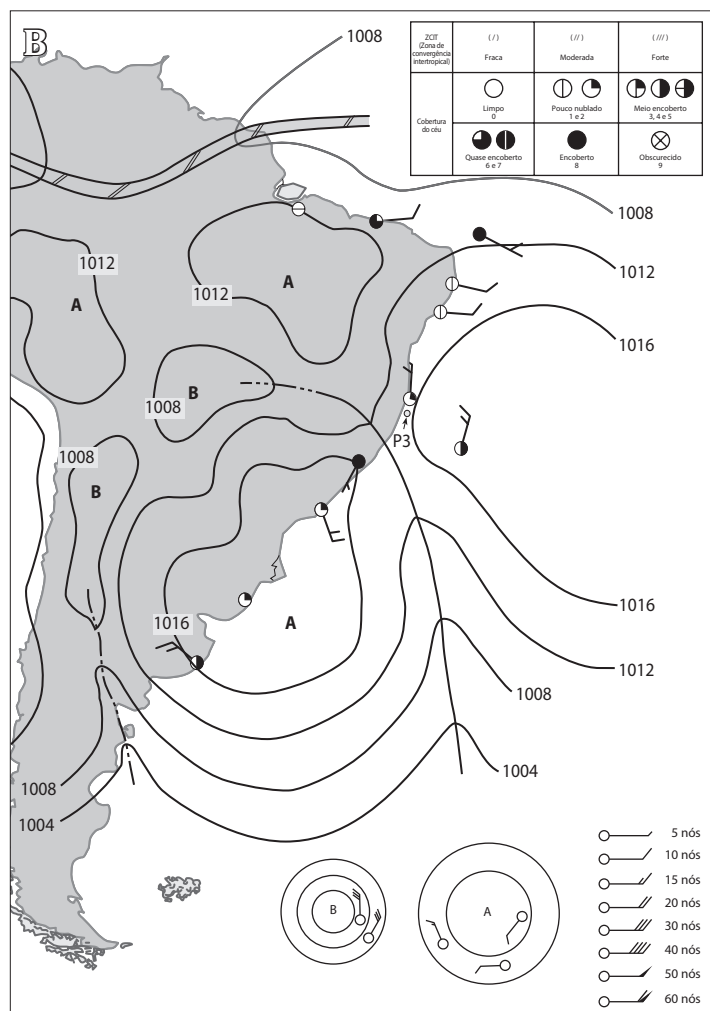 B
1008
ZCIT
(Zona de
convergência
intertropical)
( / )
Fraca
( // )
Moderada
( /// )
Forte
Cobertura
do céu
Limpo
0
Pouco nublado
1 e 2
Meio encoberto
3, 4 e 5
Quase encoberto
6 e 7
Encoberto
8
Obscurecido
9
1008
1012
1012
A
1012
A
1016
1008
B
P3
1008
B
1016
A
1016
1012
1008
1004
1008
1004
B
A
5 nós
10 nós
15 nós
20 nós
30 nós
40 nós
50 nós
60 nós